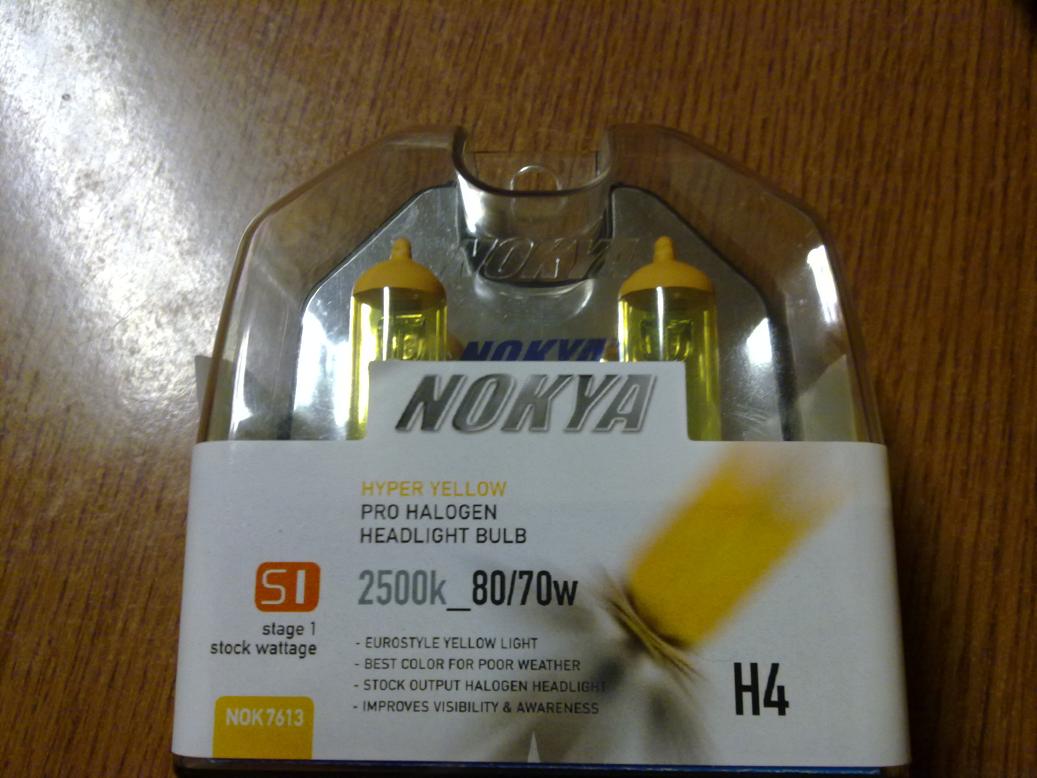 NOKYA
NOKYA
NOKYA
HYPER YELLOW
PRO HALOGEN
HEADLIGHT BULB
S1
2500k_80/70w
stage 1
stock wattage
- EUROSTYLE YELLOW LIGHT
- BEST COLOR FOR POOR WEATHER
- STOCK OUTPUT HALOGEN HEADLIGHT
- IMPROVES VISIBILITY & AWARENESS
H4
NOK7613